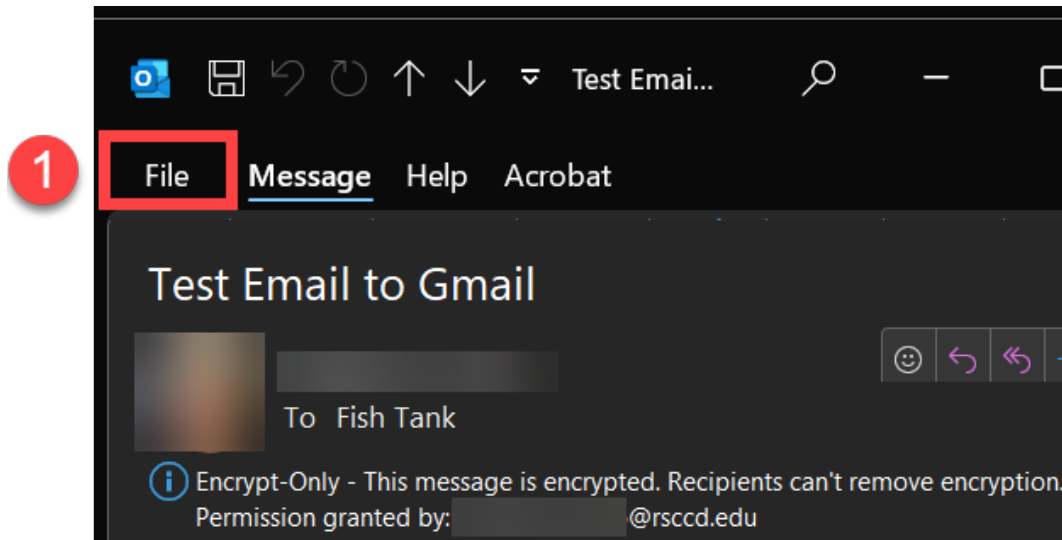 Test Emai...
1 File Message Help Acrobat
Test Email to Gmail
To Fish Tank
Encrypt-Only - This message is encrypted. Recipients can't remove encryption.
Permission granted by: @rsccd.edu